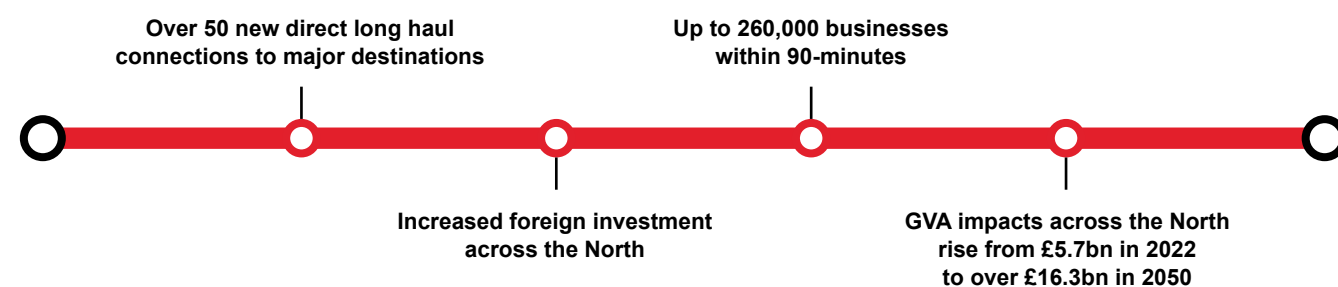 Over 50 new direct long haul
connections to major destinations
Increased foreign investment
across the North
Up to 260,000 businesses
within 90-minutes
GVA impacts across the North
rise from £5.7bn in 2022
to over £16.3bn in 2050